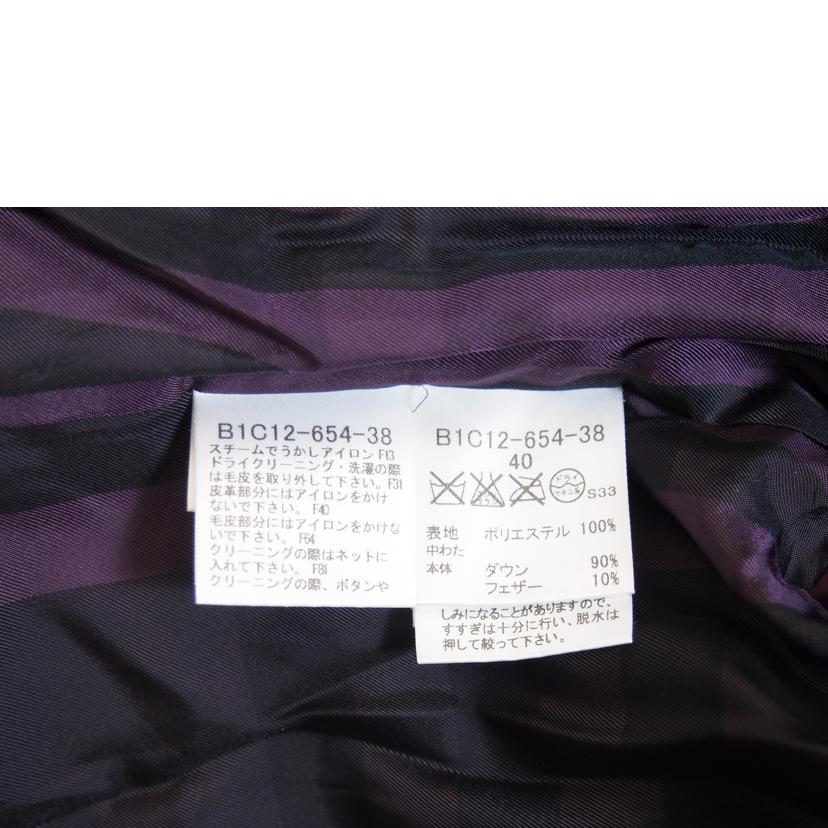 B1C12-654-38
スチームでうかしアイロン F13
ドライクリーニング・洗濯の際
は毛皮を取り外して下さい。F31
皮革部分にはアイロンをかけ
ないで下さい。 F40
毛皮部分にはアイロンをかけな
いで下さい。 F64
クリーニングの際はネットに
入れて下さい。 F81
クリーニングの際、ボタンや
B1C12-654-38
40
ドライ
セキユ系
S33
表地 ポリエステル 100%
中わた
本体 ダウン 90%
フェザー 10%
しみになることがありますので、
すすぎは十分に行い、脱水は
押して絞って下さい。